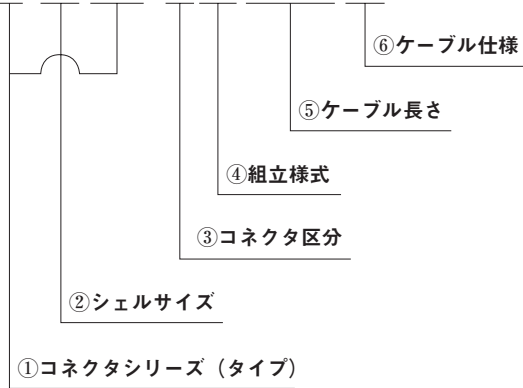 ⑥ケーブル仕様
⑤ケーブル長さ
④組立様式
③コネクタ区分
②シェルサイズ
①コネクタシリーズ（タイプ）